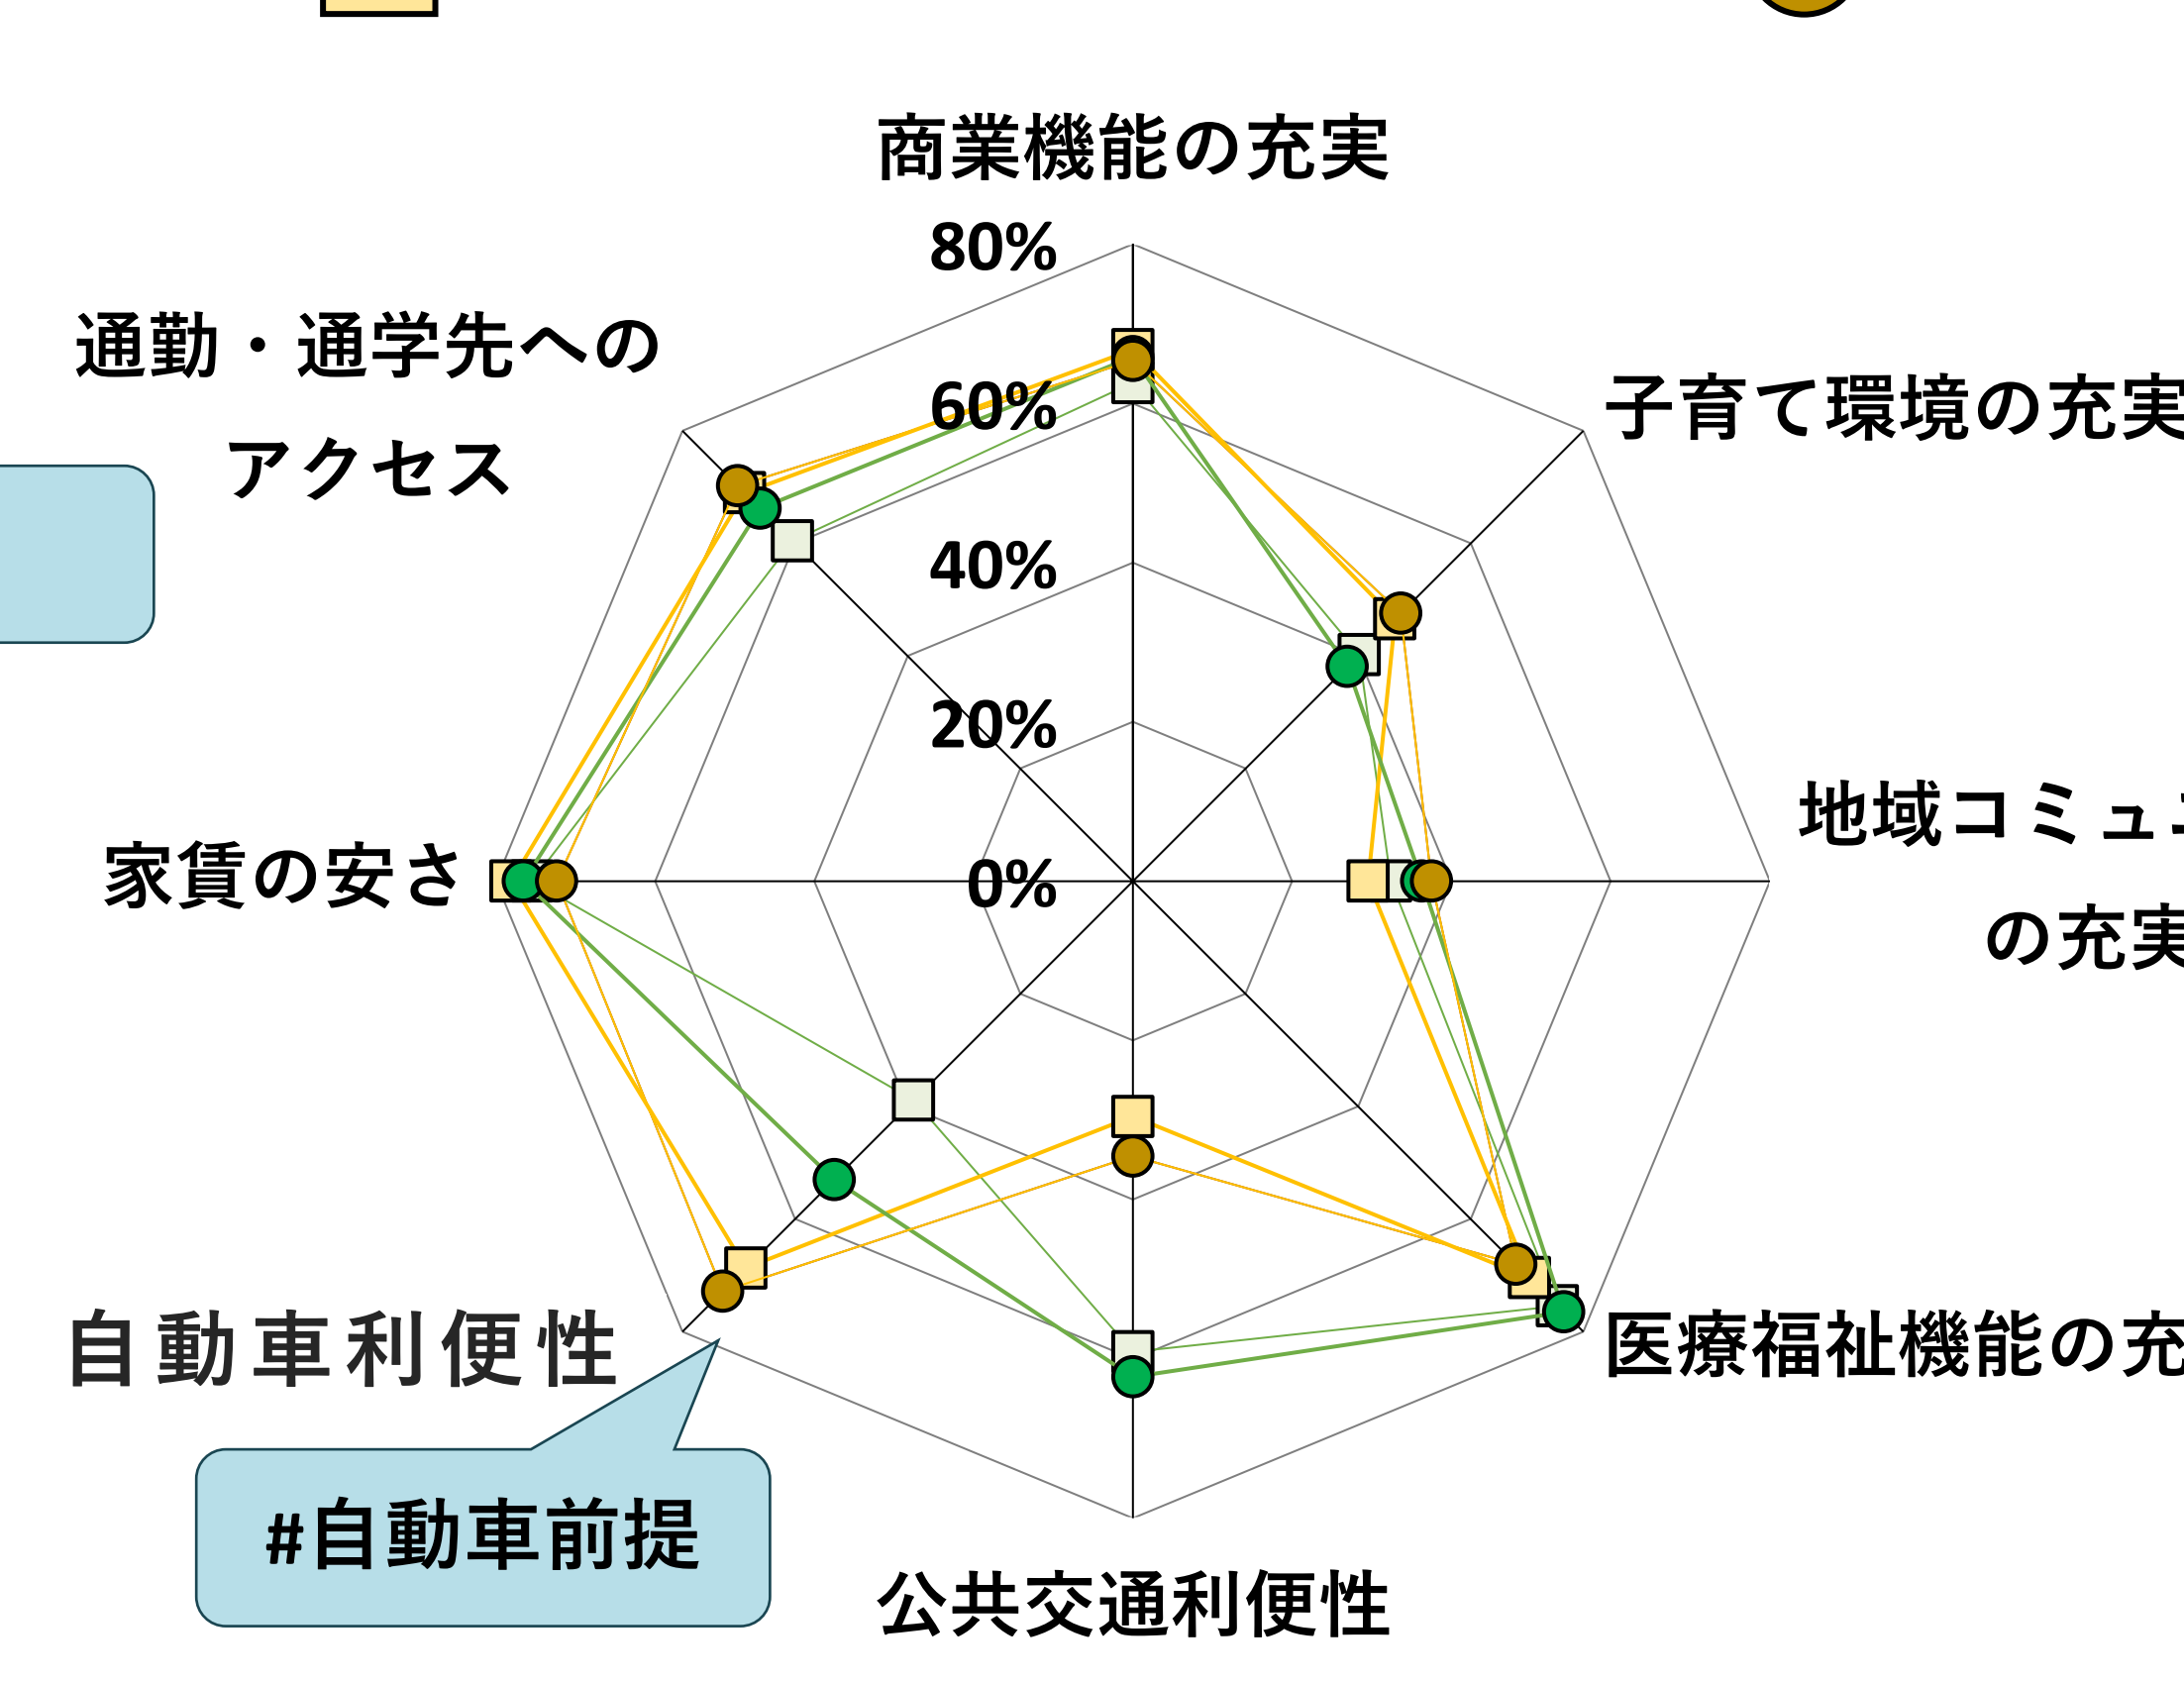 商業機能の充実
80%
通勤・通学先への
アクセス
60%
子育て環境の充実
40%
20%
地域コミュ
の充実
家賃の安さ
0%
自動車利便性
医療福祉機能の充
#自動車前提
公共交通利便性